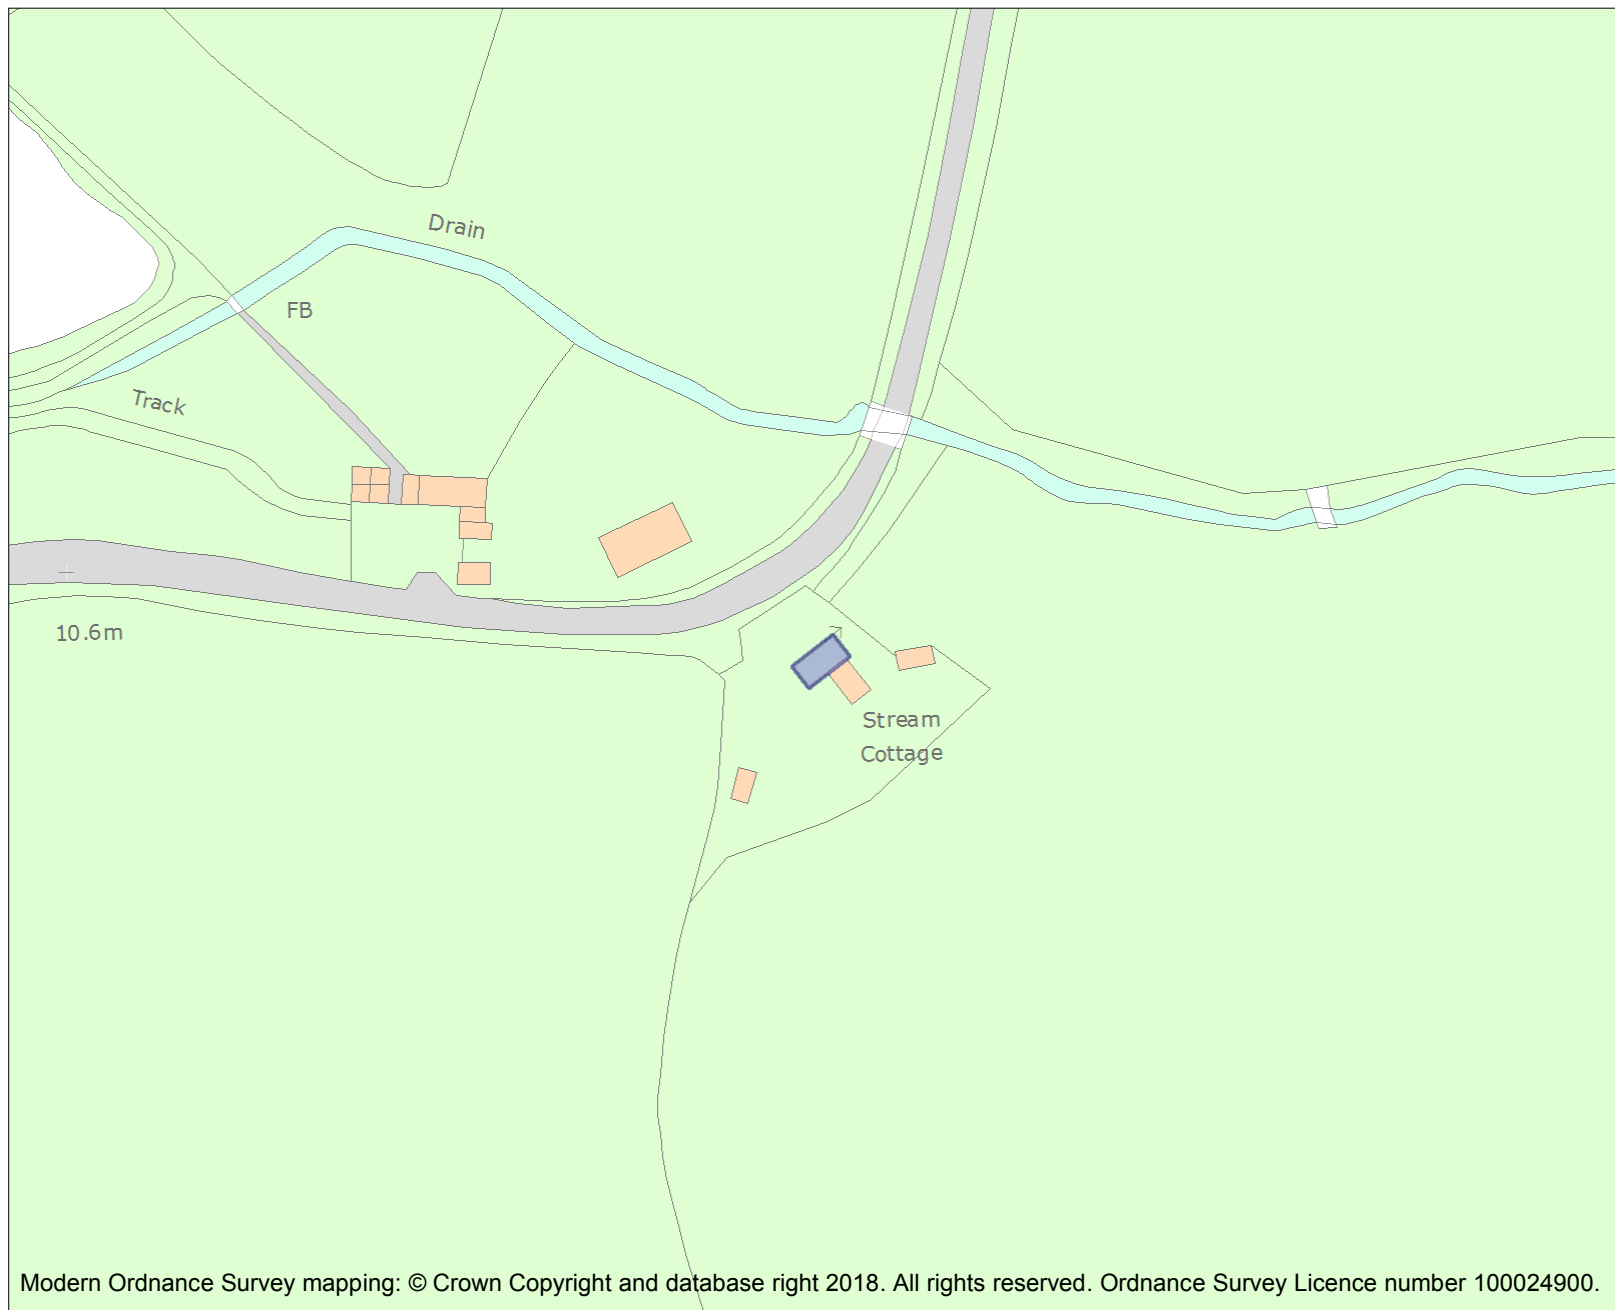 Drain
FB
Track
10.6m
Stream
Cottage
Modern Ordnance Survey mapping: © Crown Copyright and database right 2018. All rights reserved. Ordnance Survey Licence number 100024900.